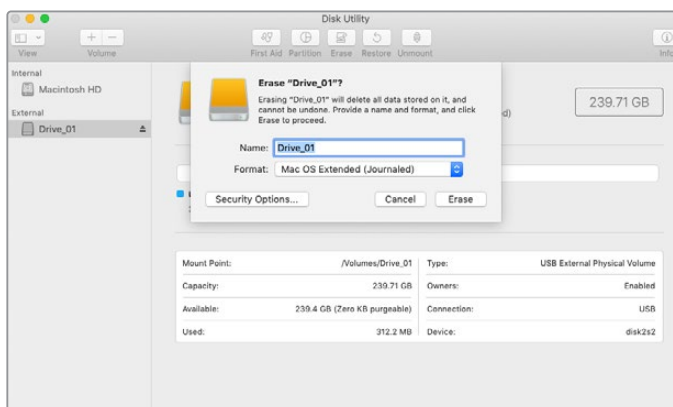 Disk Utility
View
Volume
First Aid Partition Erase Restore Unmount
Info
Internal
Macintosh HD
External
Drive_01
Erase “Drive_01”?
Erasing “Drive_01” will delete all data stored on it, and
cannot be undone. Provide a name and format, and click
Erase to proceed.
Name: Drive_01
Format: Mac OS Extended (Journaled)
Security Options... Cancel Erase
239.71 GB
Mount Point: /Volumes/Drive_01 Type: USB External Physical Volume
Capacity: 239.71 GB Owners: Enabled
Available: 239.4 GB (Zero KB purgeable) Connection: USB
Used: 312.2 MB Device: disk2s2